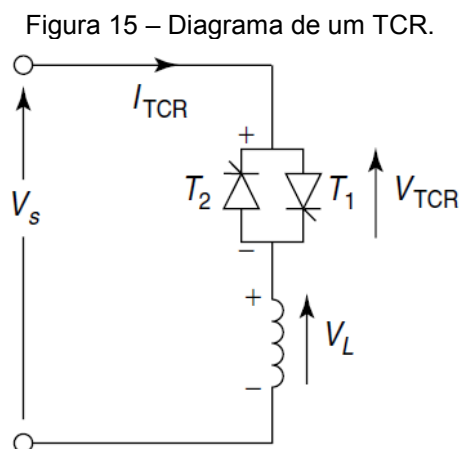 Figura 15 – Diagrama de um TCR.
I_TCR
+
T_2
T_1
V_TCR
V_s
–
+
V_L
–